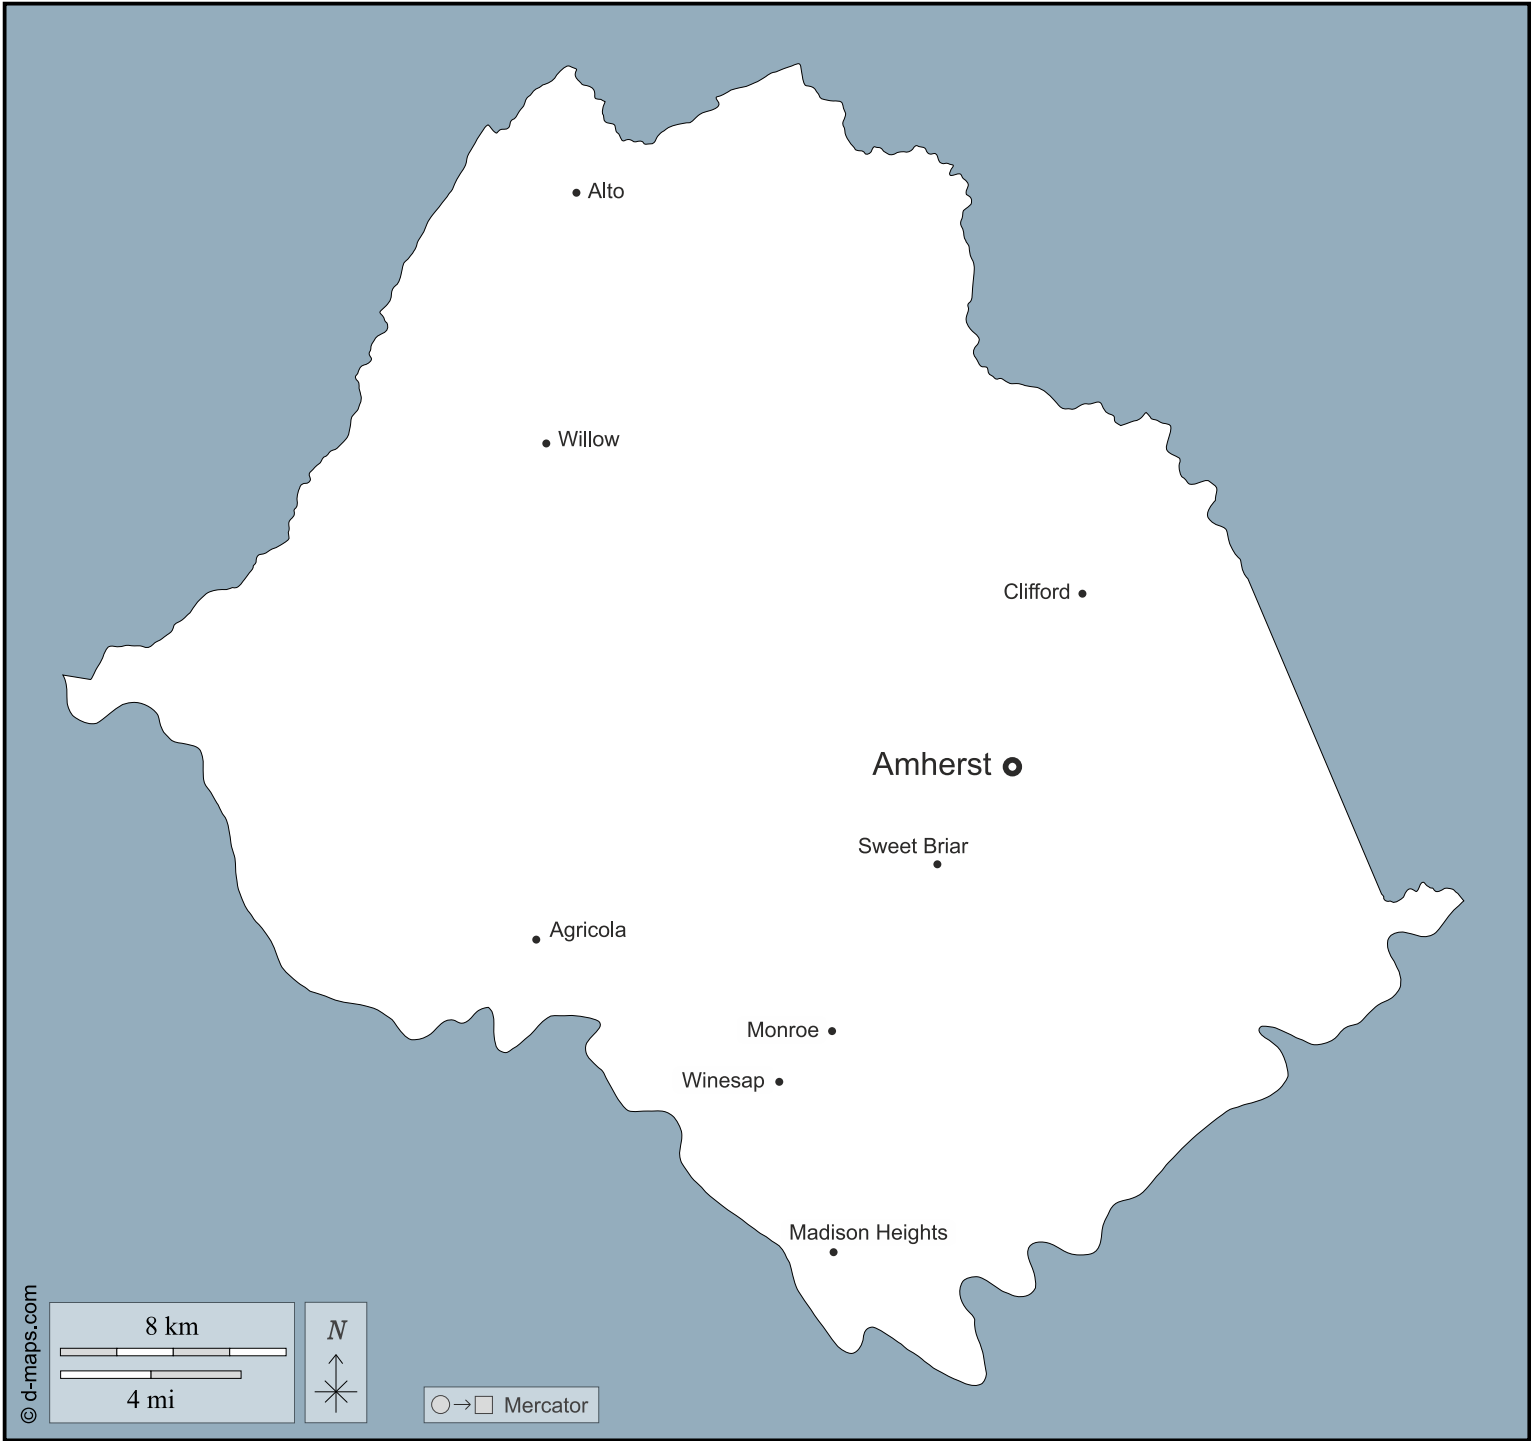 Alto
Willow
Clifford
Amherst
Sweet Briar
Agricola
Monroe
Winesap
Madison Heights
© d-maps.com
8 km
4 mi
N
Mercator